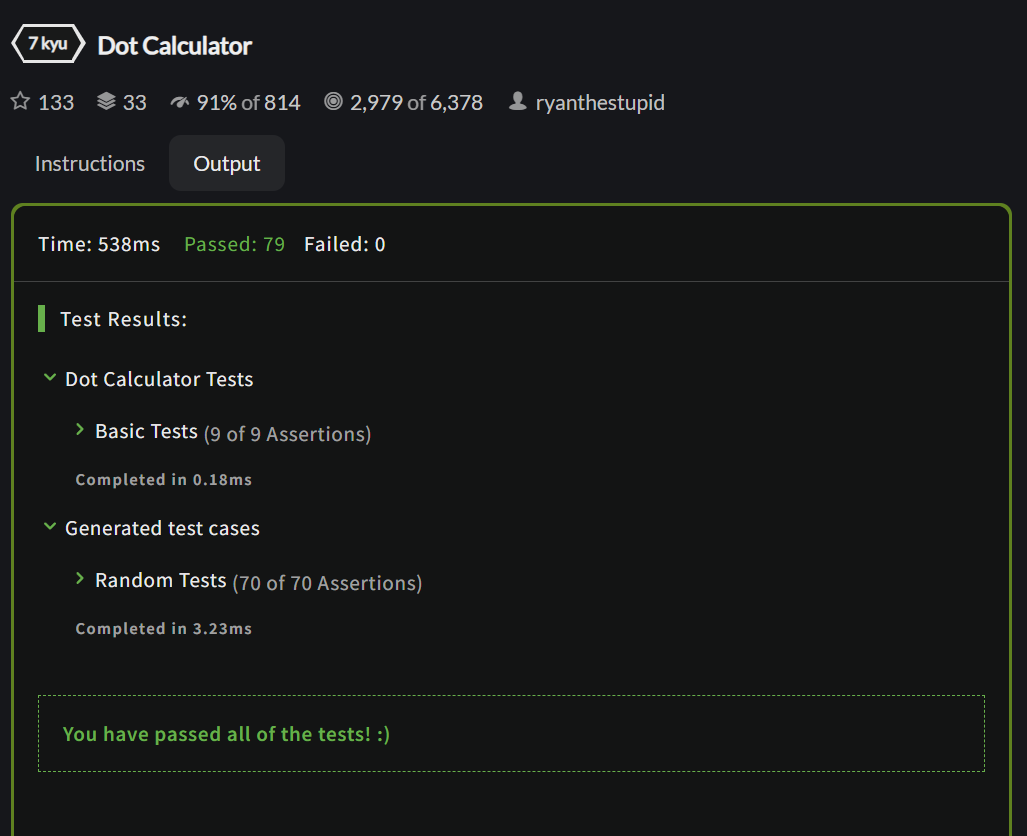 7 kyu Dot Calculator
133 33 91% of 814 2,979 of 6,378 ryanthestupid
Instructions Output
Time: 538ms Passed: 79 Failed: 0
Test Results:
Dot Calculator Tests
Basic Tests (9 of 9 Assertions)
Completed in 0.18ms
Generated test cases
Random Tests (70 of 70 Assertions)
Completed in 3.23ms
You have passed all of the tests! :)